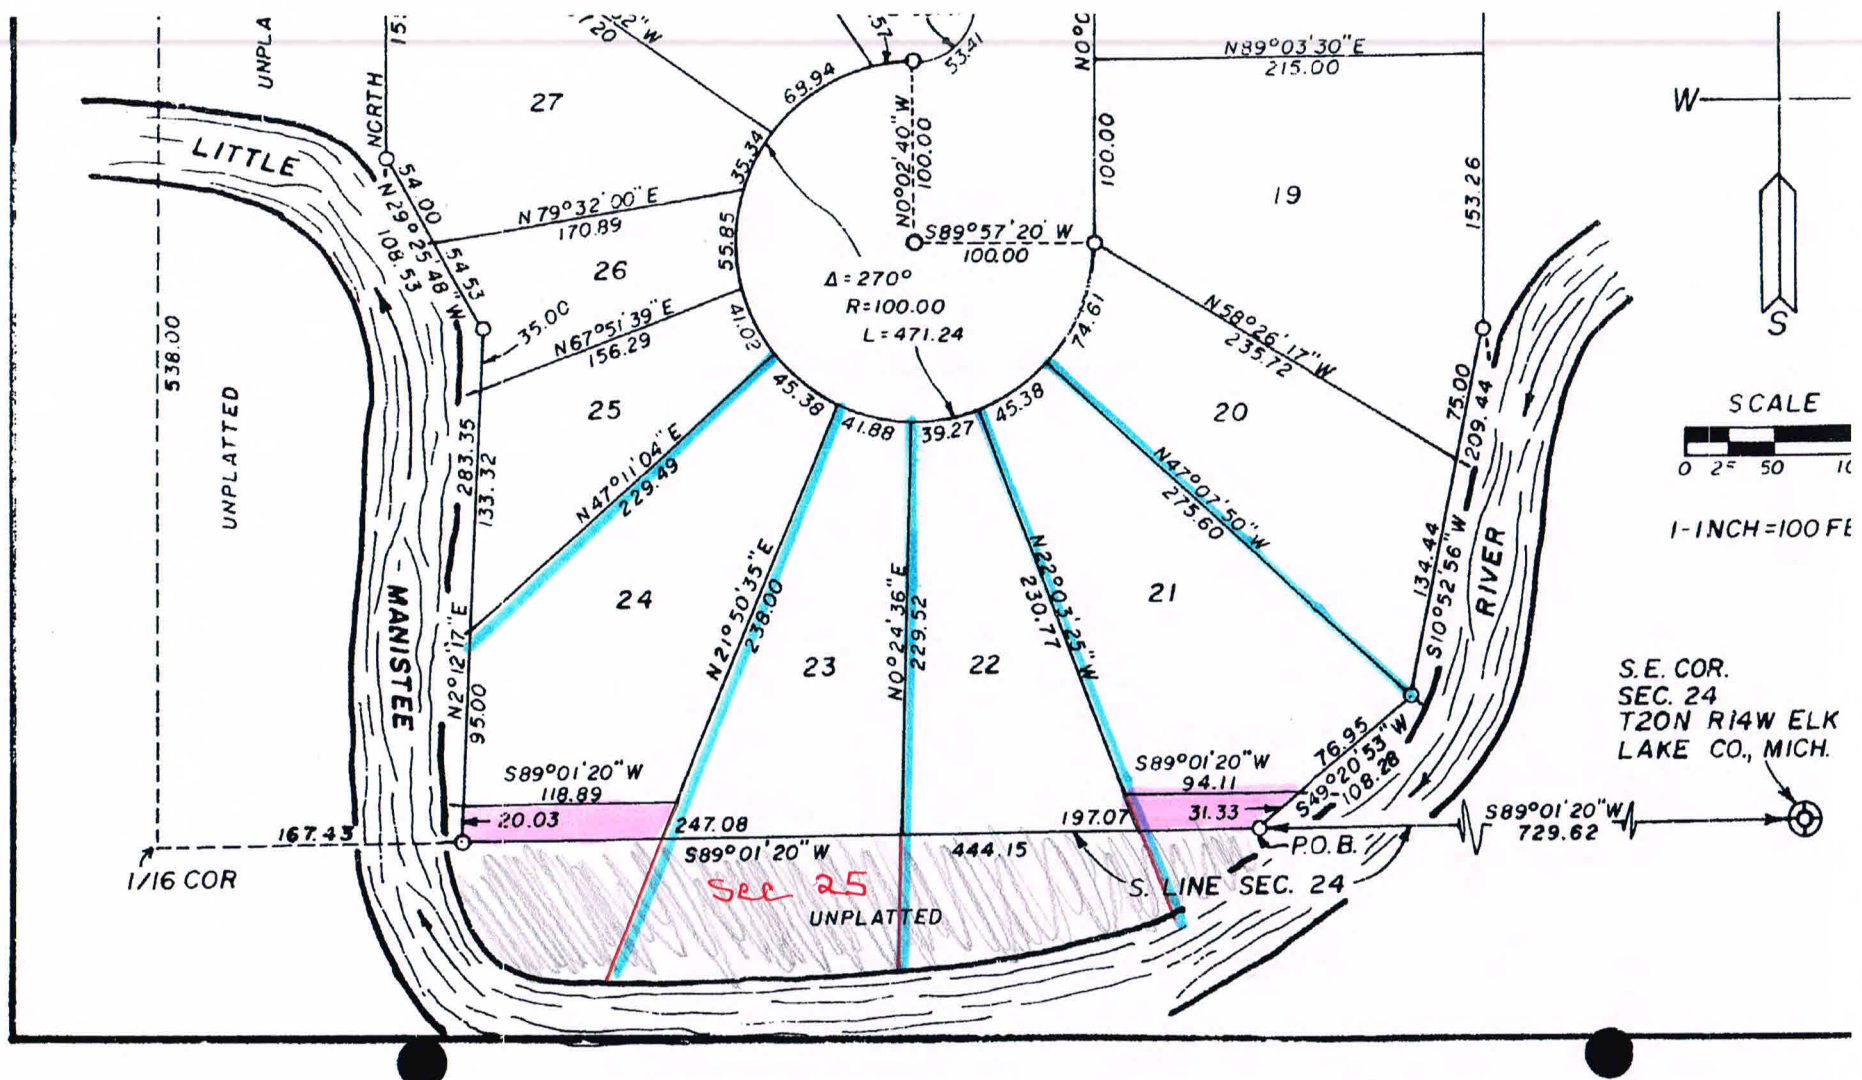 UNPLA
15
NORTH
20
.57
53.41
N0°0
N89°03'30"E
215.00
W
27
69.94
N0°02'40"W
100.00
100.00
LITTLE
54.00
N29°25'48"W
108.53
54.53
35.34
N79°32'00"E
170.89
55.85
26
S89°57'20"W
100.00
19
153.26
Δ=270°
R=100.00
L=471.24
538.00
35.00
N67°51'39"E
156.29
41.02
74.61
N58°26'17"W
235.72
S
UNPLATTED
25
45.38
41.88
39.27
45.38
20
75.00
209.44
SCALE
0 25 50 10
1-INCH=100 FE
283.35
133.32
N47°11'04"E
229.49
N47°07'50"W
275.60
134.44
S10°52'56"W
RIVER
MANISTEE
N2°12'17"E
95.00
24
N21°50'35"E
238.00
23
N0°24'36"E
229.52
22
N22°03'25"W
230.77
21
S.E. COR.
SEC. 24
T20N R14W ELK
LAKE CO., MICH.
S89°01'20"W
118.89
20.03
S89°01'20"W
94.11
31.33
76.95
S49°20'53"W
108.28
167.43
247.08
197.07
S89°01'20"W
444.15
P.O.B.
S89°01'20"W
729.62
1/16 COR
Sec 25
S. LINE SEC. 24
UNPLATTED